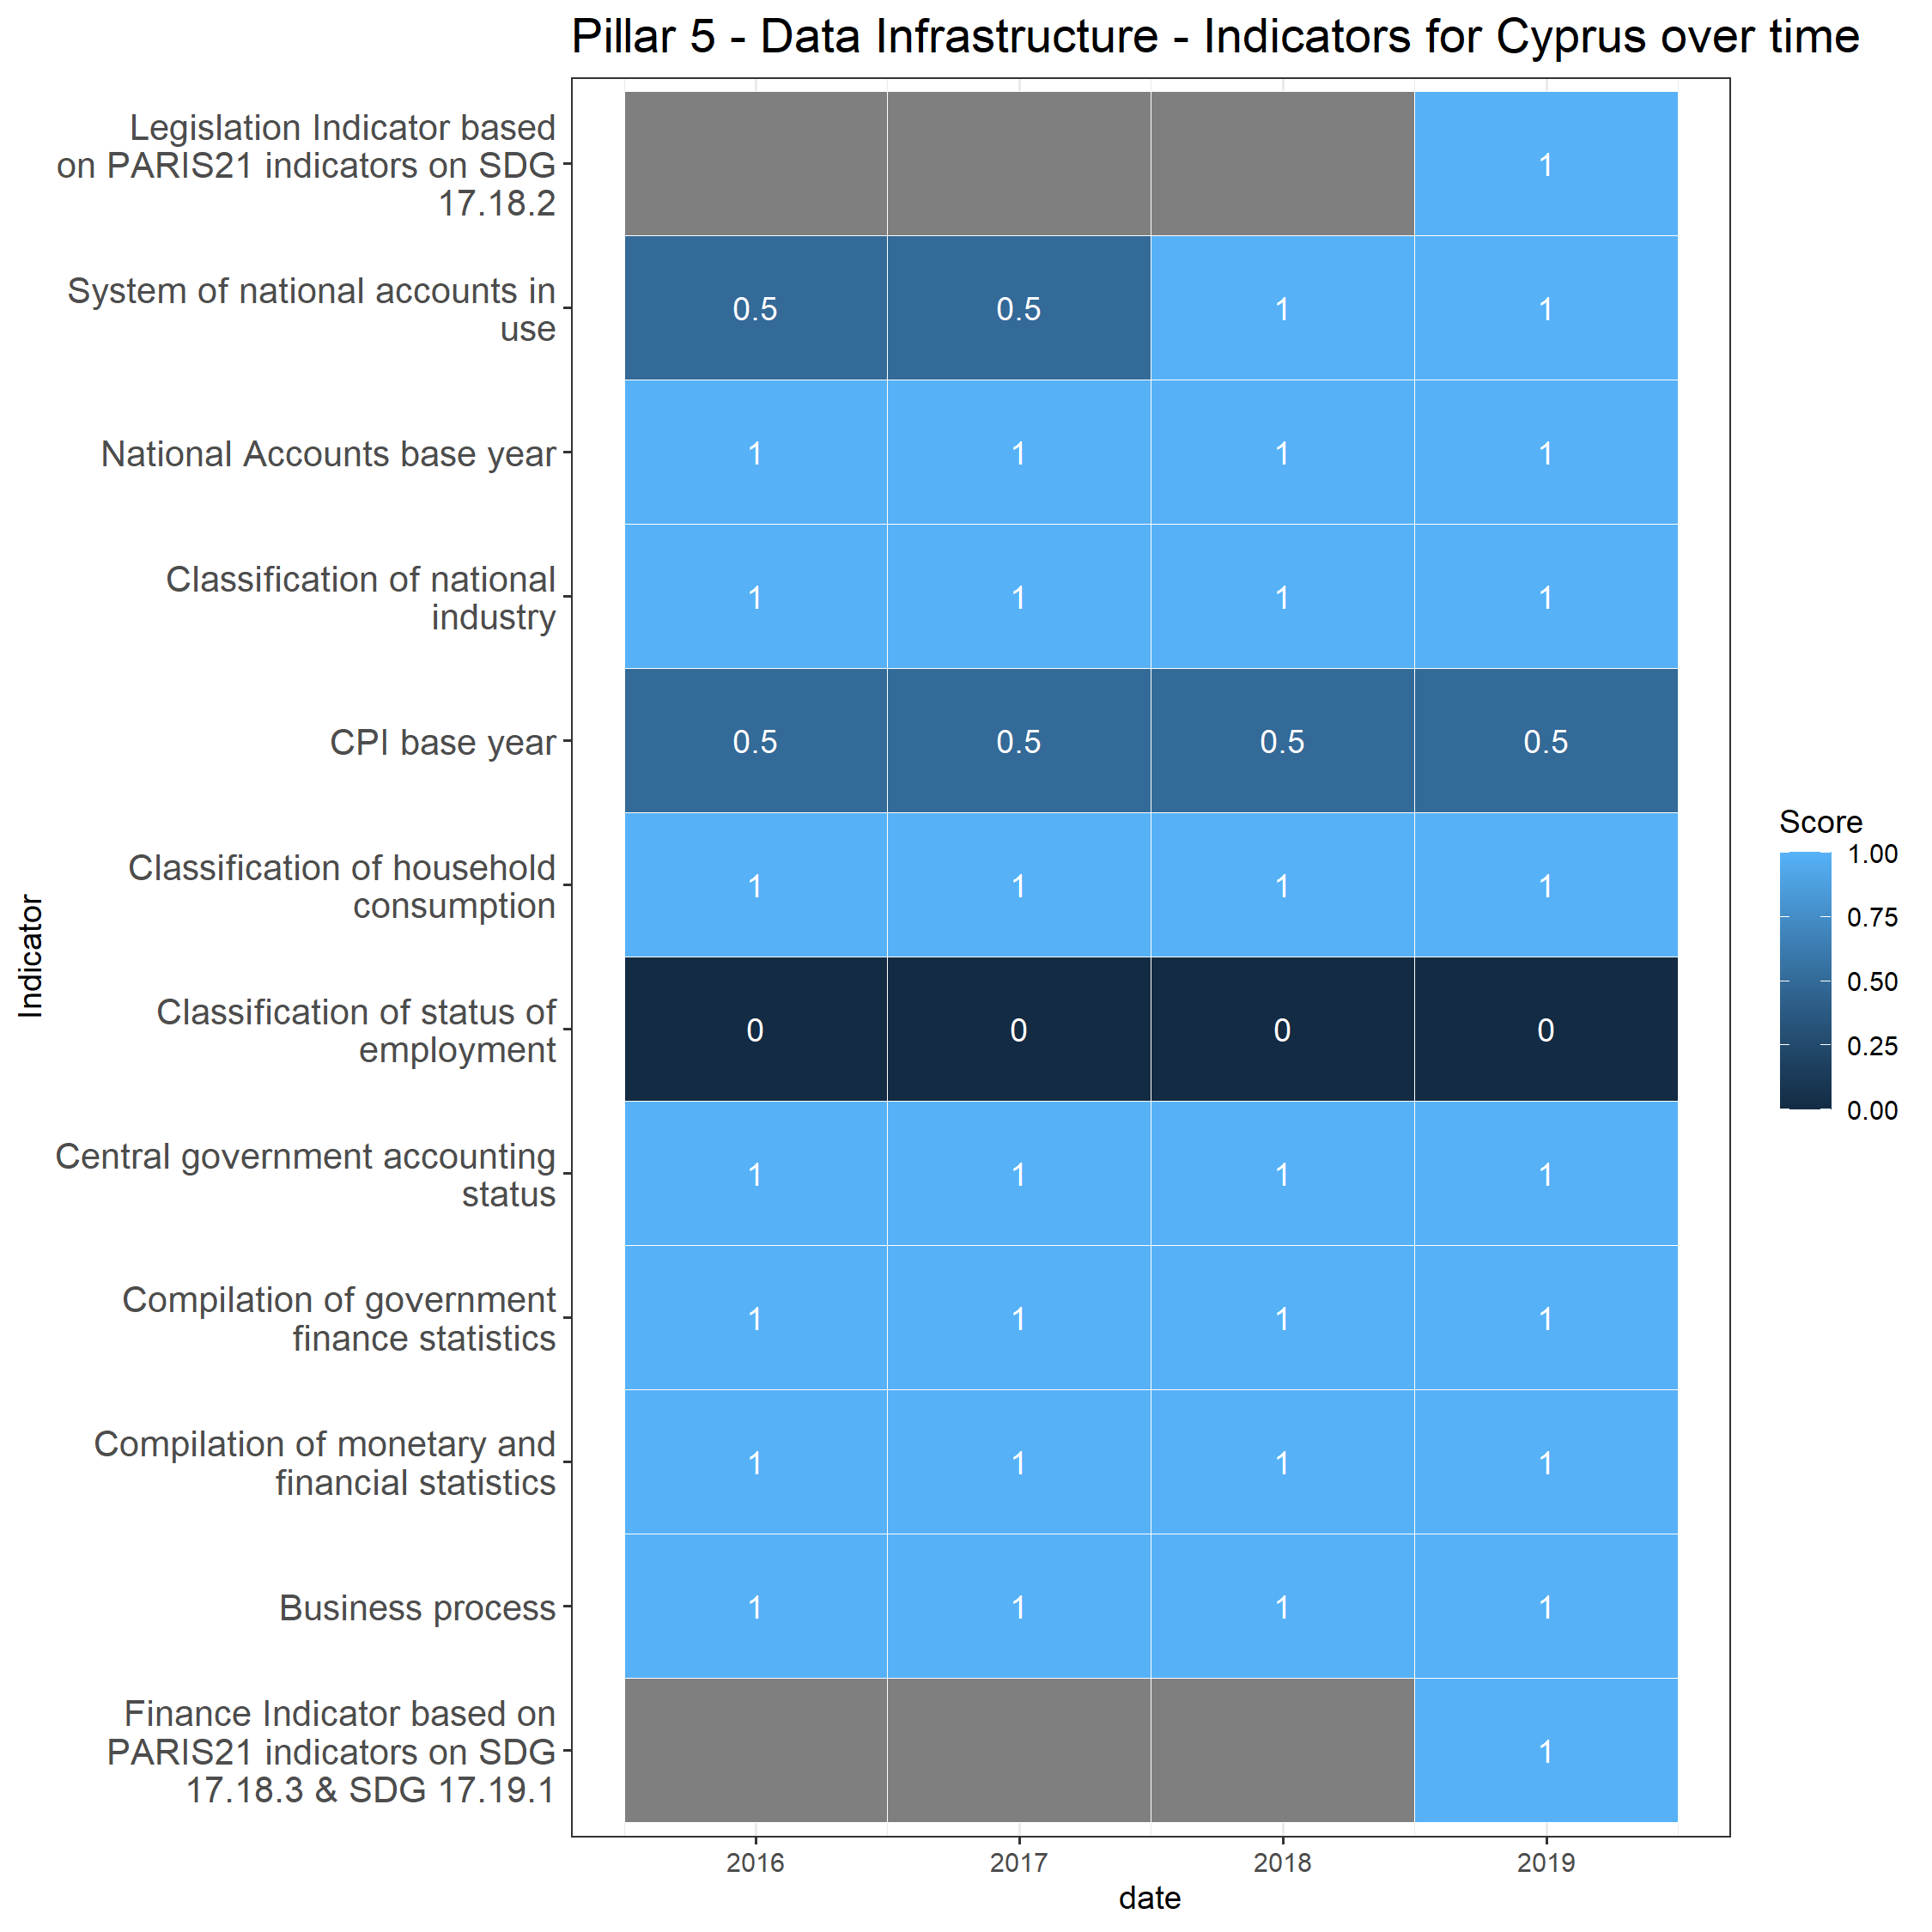 Pillar 5 - Data Infrastructure - Indicators for Cyprus over time
Legislation Indicator based
on PARIS21 indicators on SDG
17.18.2
1
System of national accounts in
use
0.5 0.5 1 1
National Accounts base year
1 1 1 1
Classification of national
industry
1 1 1 1
CPI base year
0.5 0.5 0.5 0.5
Classification of household
consumption
1 1 1 1
Classification of status of
employment
0 0 0 0
Central government accounting
status
1 1 1 1
Compilation of government
finance statistics
1 1 1 1
Compilation of monetary and
financial statistics
1 1 1 1
Business process
1 1 1 1
Finance Indicator based on
PARIS21 indicators on SDG
17.18.3 & SDG 17.19.1
1
Indicator
2016 2017 2018 2019
date
Score
1.00
0.75
0.50
0.25
0.00